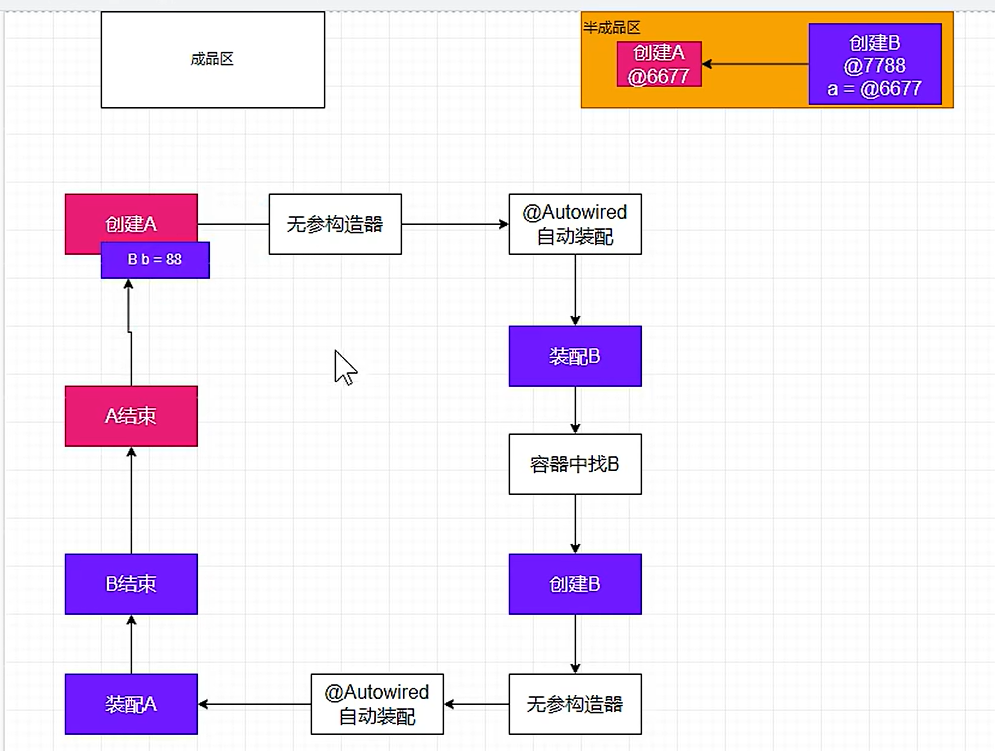 成品区
半成品区
创建A
@6677
创建B
@7788
a = @6677
创建A
B b = 88
无参构造器
@Autowired
自动装配
装配B
容器中找B
创建B
无参构造器
@Autowired
自动装配
装配A
B结束
A结束